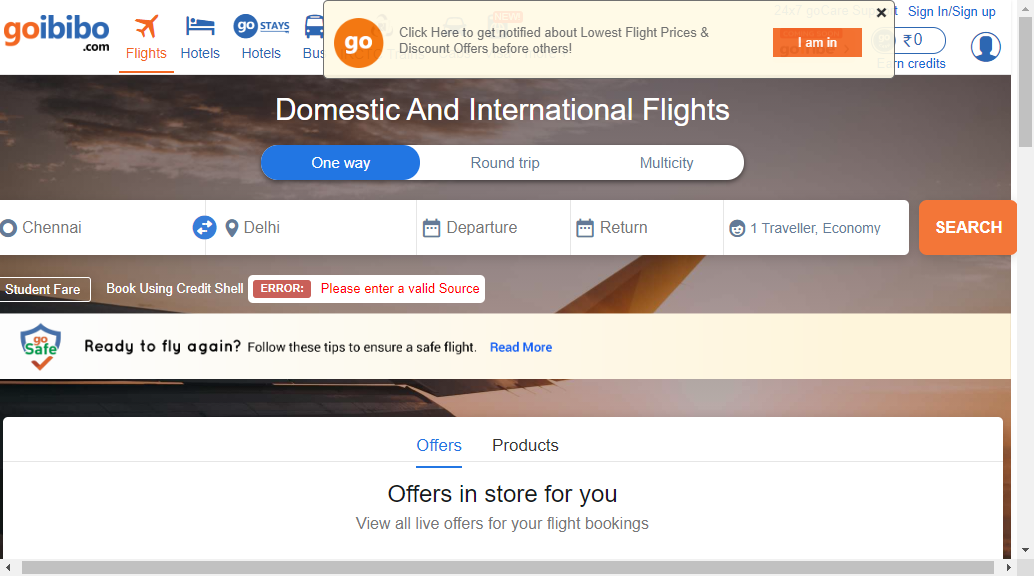 goibibo
.com
Flights
Hotels
go STAYS
Hotels
Bus
go
Click Here to get notified about Lowest Flight Prices &
Discount Offers before others!
I am in
Sign In/Sign up
₹0
rn credits
Domestic And International Flights
One way
Round trip
Multicity
Chennai
Delhi
Departure
Return
1 Traveller, Economy
SEARCH
Student Fare
Book Using Credit Shell
ERROR:
Please enter a valid Source
go
Safe
Ready to fly again? Follow these tips to ensure a safe flight. Read More
Offers
Products
Offers in store for you
View all live offers for your flight bookings